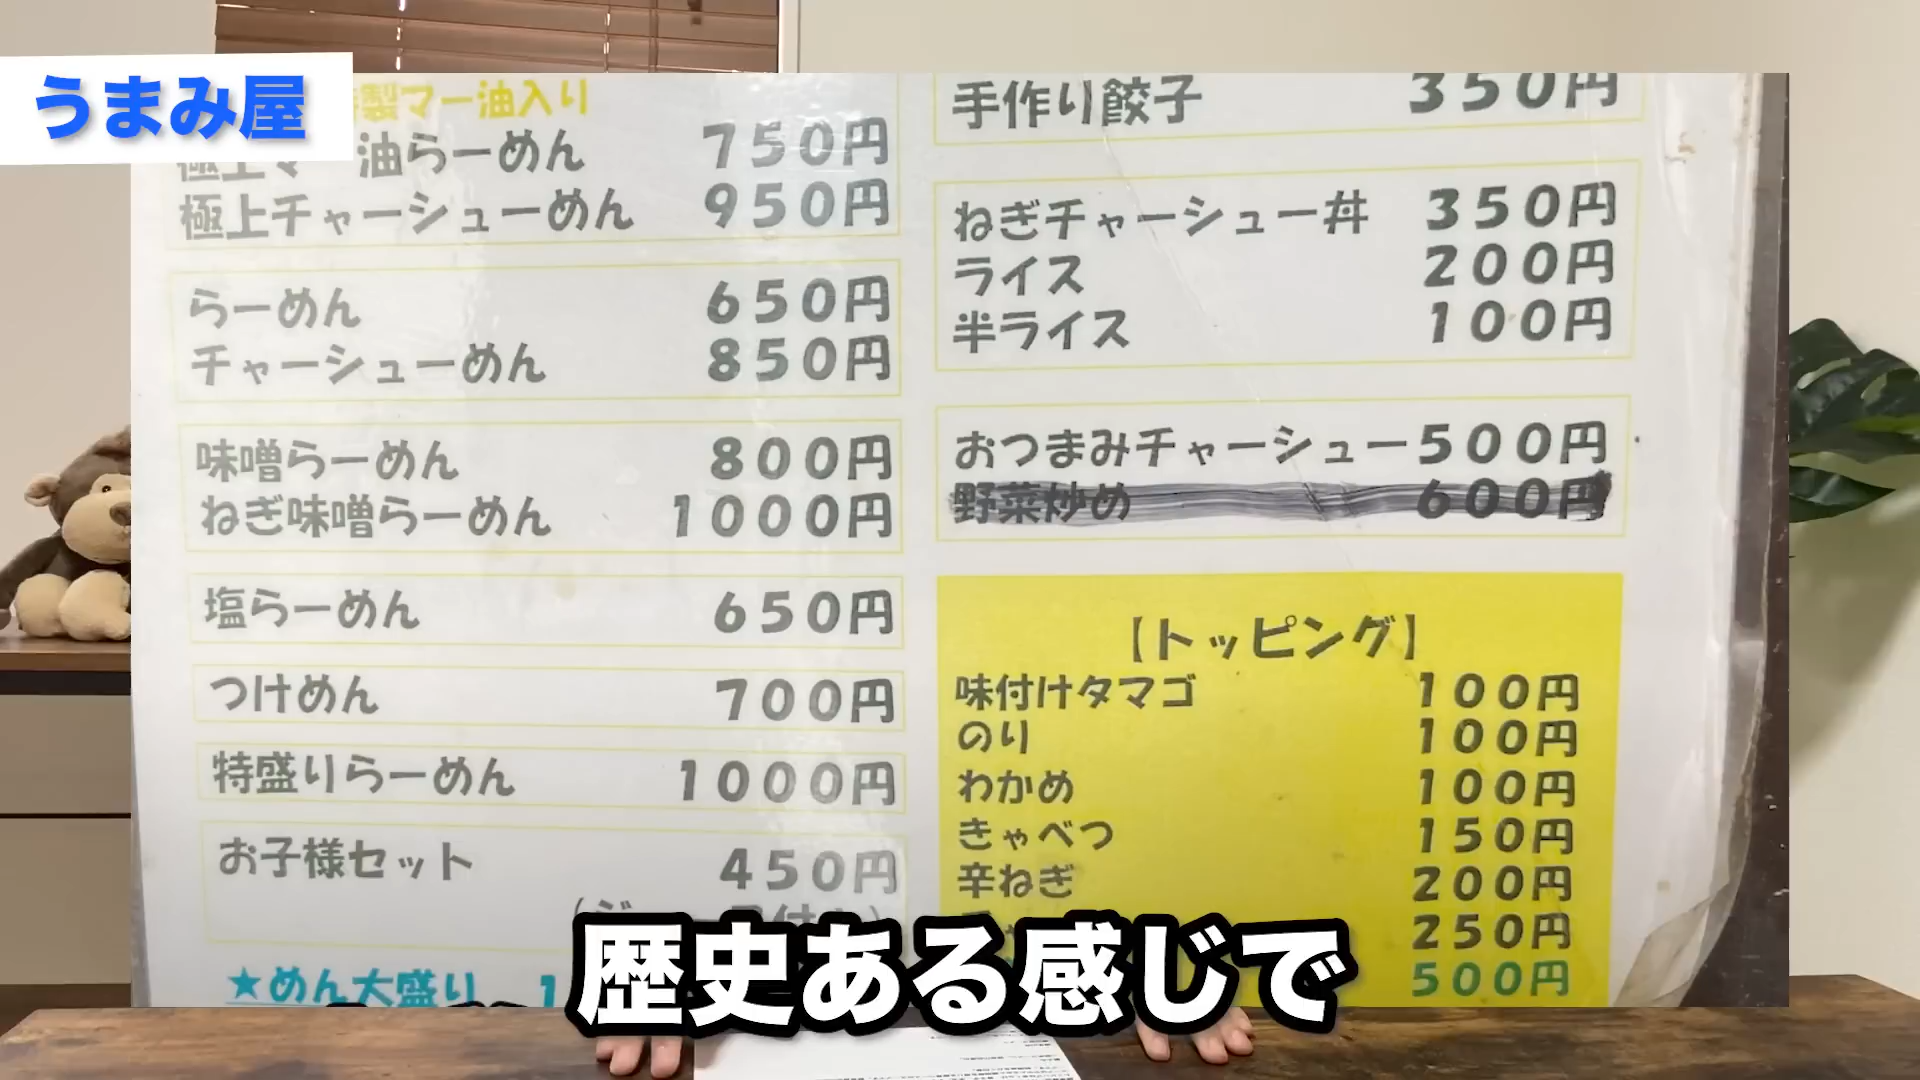 うまみ屋
製マー油入り
極上マー油らーめん 750円
極上チャーシューめん 950円
らーめん 650円
チャーシューめん 850円
味噌らーめん 800円
ねぎ味噌らーめん 1000円
塩らーめん 650円
つけめん 700円
特盛りらーめん 1000円
お子様セット 450円
★めん大盛り
手作り餃子 350円
ねぎチャーシュー丼 350円
ライス 200円
半ライス 100円
おつまみチャーシュー 500円
野菜炒め 600円
【トッピング】
味付けタマゴ 100円
のり 100円
わかめ 100円
きゃべつ 150円
辛ねぎ 200円
250円
500円
歴史ある感じで